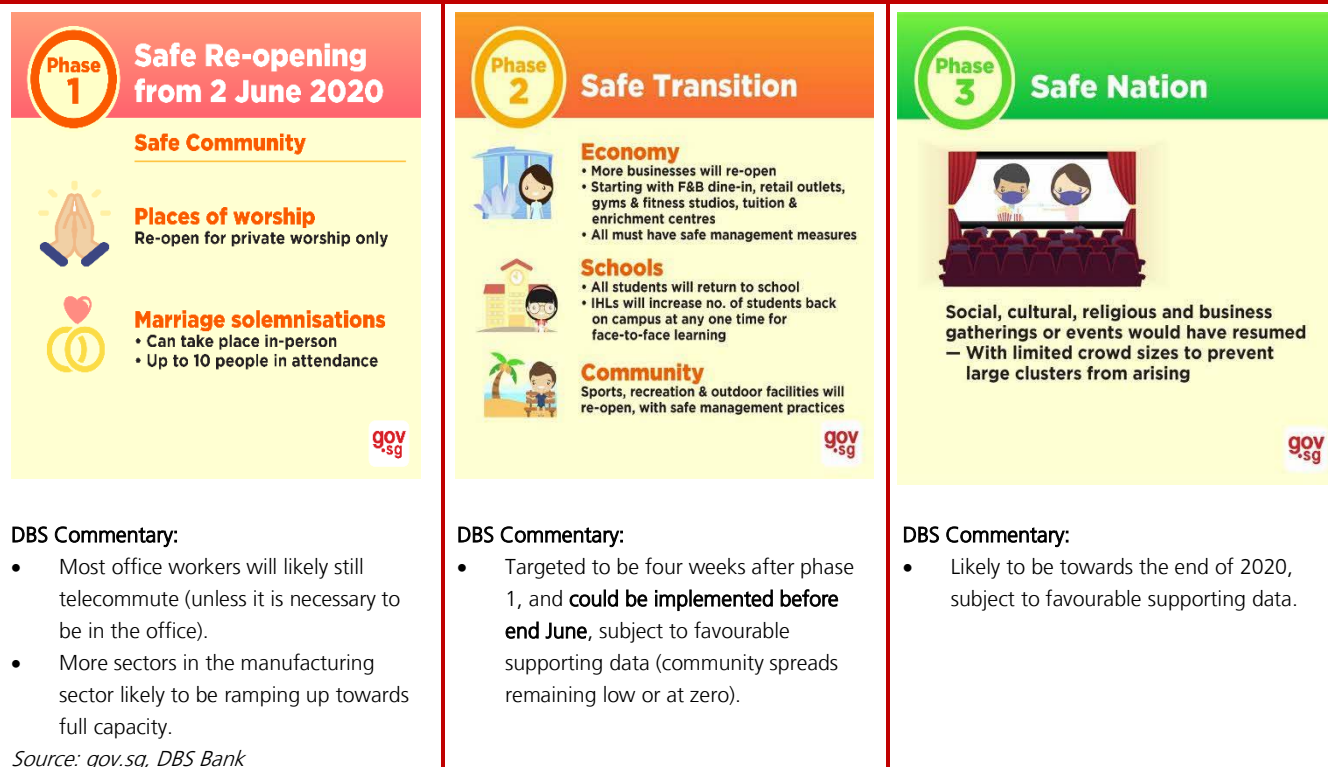 Phase
1
Safe Re-opening
from 2 June 2020
Safe Community
Places of worship
Re-open for private worship only
Marriage solemnisations
• Can take place in-person
• Up to 10 people in attendance
gov
.sg
DBS Commentary:
• Most office workers will likely still
telecommute (unless it is necessary to
be in the office).
• More sectors in the manufacturing
sector likely to be ramping up towards
full capacity.
Source: gov.sg, DBS Bank
Phase
2
Safe Transition
Economy
• More businesses will re-open
• Starting with F&B dine-in, retail outlets,
gyms & fitness studios, tuition &
enrichment centres
• All must have safe management measures
Schools
• All students will return to school
• IHLs will increase no. of students back
on campus at any one time for
face-to-face learning
Community
Sports, recreation & outdoor facilities will
re-open, with safe management practices
gov
.sg
DBS Commentary:
• Targeted to be four weeks after phase
1, and could be implemented before
end June, subject to favourable
supporting data (community spreads
remaining low or at zero).
Phase
3
Safe Nation
Social, cultural, religious and business
gatherings or events would have resumed
— With limited crowd sizes to prevent
large clusters from arising
gov
.sg
DBS Commentary:
• Likely to be towards the end of 2020,
subject to favourable supporting data.